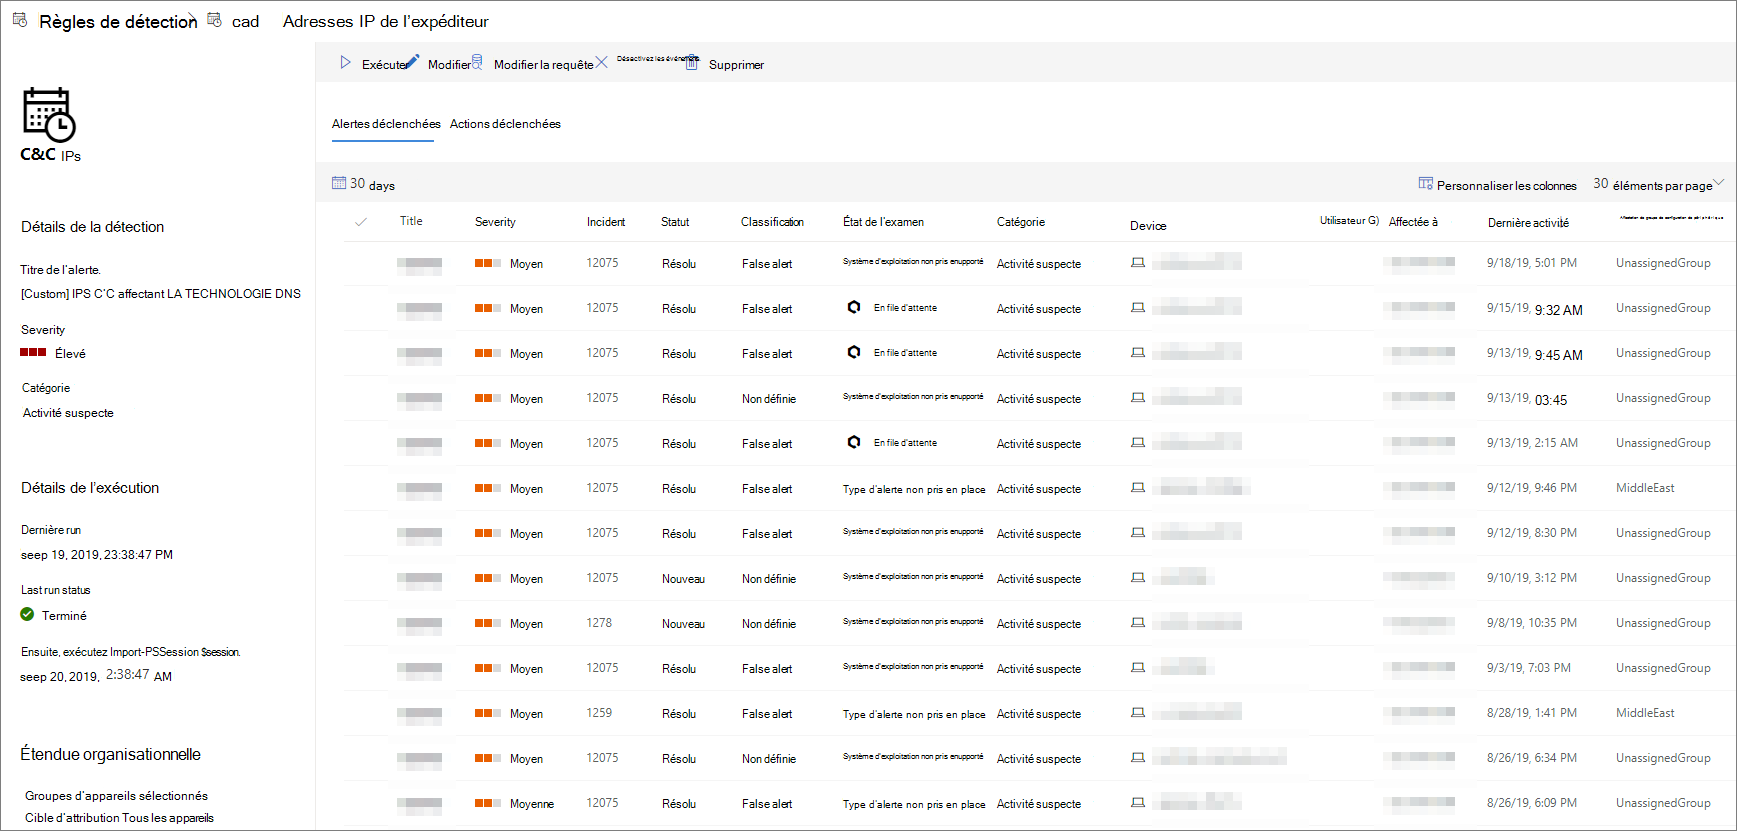 Règles de détection cad Adresses IP de l’expéditeur
Exécuter Modifier Modifier la requête Désactivez les événements Supprimer
C&C IPs
Alertes déclenchées Actions déclenchées
30 days Personnaliser les colonnes 30 éléments par page
Détails de la détection
Titre de l’alerte.
[Custom] IPS C’C affectant LA TECHNOLOGIE DNS
Severity
Élevé
Catégorie
Activité suspecte
Détails de l’exécution
Dernière run
seep 19, 2019, 23:38:47 PM
Last run status
Terminé
Ensuite, exécutez Import-PSSession $session.
seep 20, 2019, 2:38:47 AM
Étendue organisationnelle
Groupes d’appareils sélectionnés
Cible d’attribution Tous les appareils
Title Severity Incident Statut Classification État de l’examen Catégorie Device Utilisateur G) Affectée à Dernière activité Affectation de groupe de configuration de périphérique
Moyen 12075 Résolu False alert Système d’exploitation non pris enupporté Activité suspecte 9/18/19, 5:01 PM UnassignedGroup
Moyen 12075 Résolu False alert En file d’attente Activité suspecte 9/15/19, 9:32 AM UnassignedGroup
Moyen 12075 Résolu False alert En file d’attente Activité suspecte 9/13/19, 9:45 AM UnassignedGroup
Moyen 12075 Résolu Non définie Système d’exploitation non pris enupporté Activité suspecte 9/13/19, 03:45 UnassignedGroup
Moyen 12075 Résolu False alert En file d’attente Activité suspecte 9/13/19, 2:15 AM UnassignedGroup
Moyen 12075 Résolu False alert Type d’alerte non pris en place Activité suspecte 9/12/19, 9:46 PM MiddleEast
Moyen 12075 Résolu False alert Système d’exploitation non pris enupporté Activité suspecte 9/12/19, 8:30 PM UnassignedGroup
Moyen 12075 Nouveau Non définie Système d’exploitation non pris enupporté Activité suspecte 9/10/19, 3:12 PM UnassignedGroup
Moyen 1278 Nouveau Non définie Système d’exploitation non pris enupporté Activité suspecte 9/8/19, 10:35 PM UnassignedGroup
Moyen 12075 Résolu False alert Système d’exploitation non pris enupporté Activité suspecte 9/3/19, 7:03 PM UnassignedGroup
Moyen 1259 Résolu False alert Type d’alerte non pris en place Activité suspecte 8/28/19, 1:41 PM MiddleEast
Moyen 12075 Résolu Non définie Système d’exploitation non pris enupporté Activité suspecte 8/26/19, 6:34 PM UnassignedGroup
Moyenne 12075 Résolu False alert Type d’alerte non pris en place Activité suspecte 8/26/19, 6:09 PM UnassignedGroup